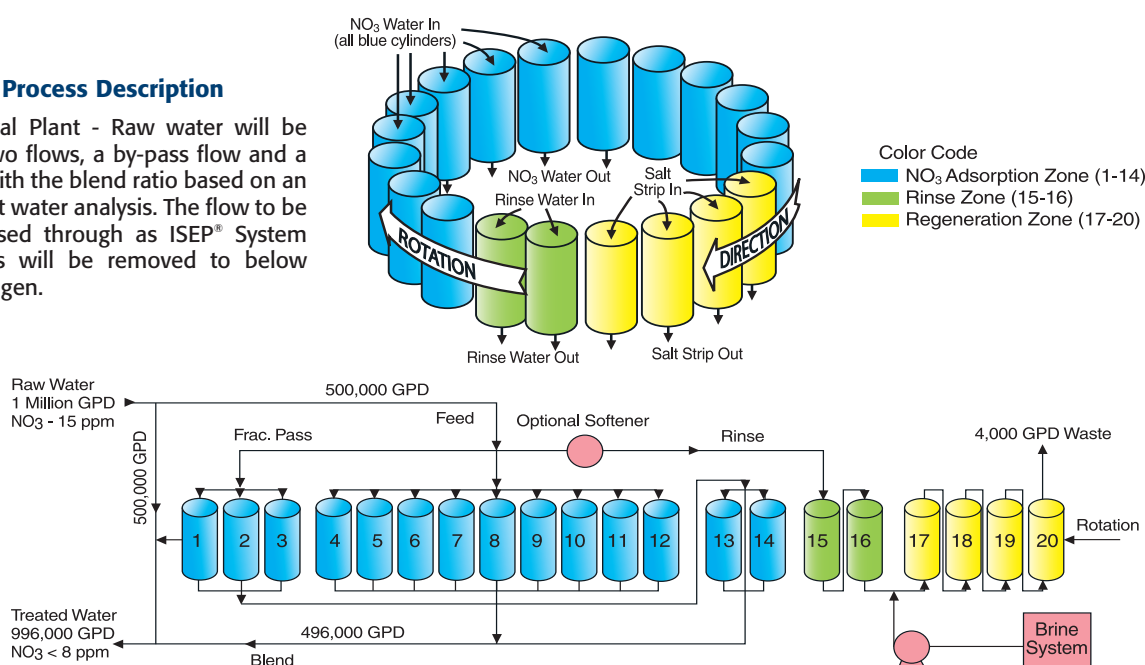 Process Description
al Plant - Raw water will be
wo flows, a by-pass flow and a
ith the blend ratio based on an
t water analysis. The flow to be
sed through as ISEP® System
s will be removed to below
gen.
NO3 Water In
(all blue cylinders)
NO3 Water Out
Rinse Water In
Salt
Strip In
ROTATION
DIRECTION
Rinse Water Out
Salt Strip Out
Color Code
NO3 Adsorption Zone (1-14)
Rinse Zone (15-16)
Regeneration Zone (17-20)
Raw Water
1 Million GPD
NO3 - 15 ppm
500,000 GPD
Feed
Optional Softener
Frac. Pass
Rinse
4,000 GPD Waste
500,000 GPD
1 2 3 4 5 6 7 8 9 10 11 12 13 14 15 16 17 18 19 20
Rotation
Treated Water
996,000 GPD
NO3 < 8 ppm
496,000 GPD
Blend
Brine
System